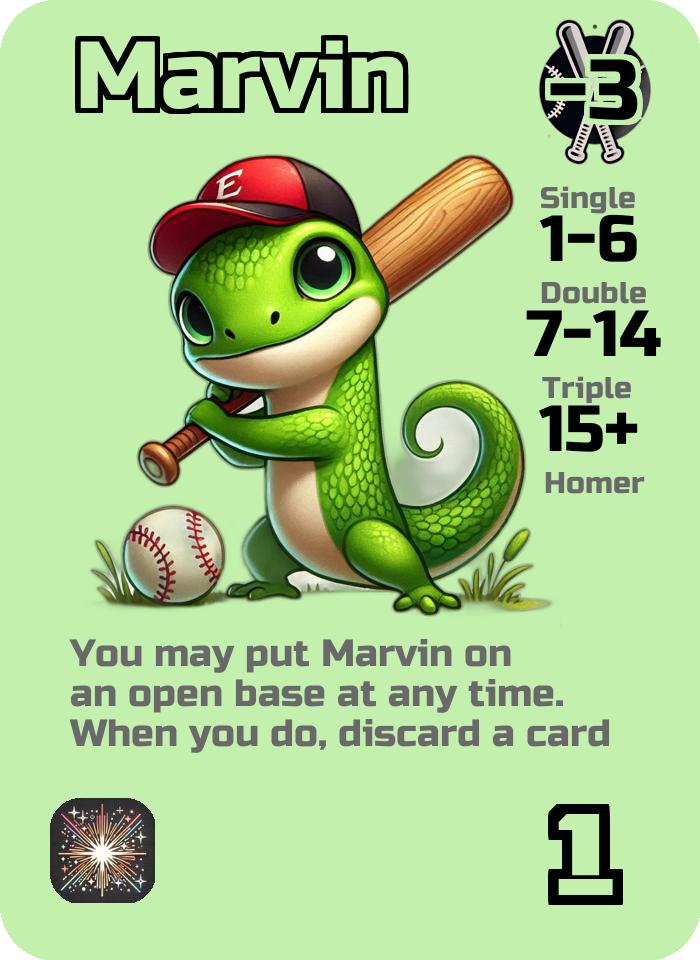 Marvin
-3
E
Single
1-6
Double
7-14
Triple
15+
Homer
You may put Marvin on
an open base at any time.
When you do, discard a card
1